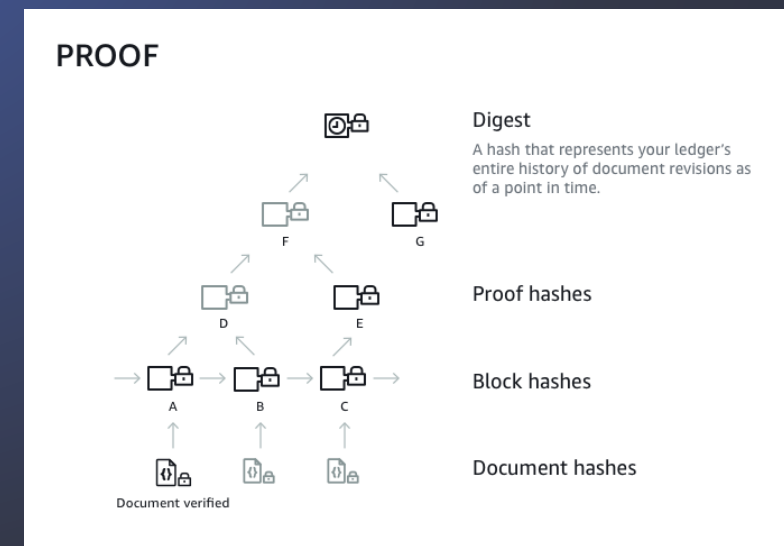 PROOF
Digest
A hash that represents your ledger's
entire history of document revisions as
of a point in time.
F
G
Proof hashes
D
E
Block hashes
A
B
C
{}
{}
{}
Document hashes
Document verified